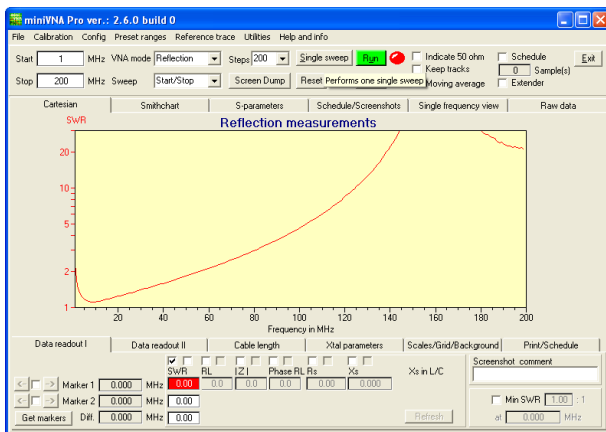 miniVNA Pro ver.: 2.6.0 build 0
File Calibration Config Preset ranges Reference trace Utilities Help and info
Start 1 MHz VNA mode Reflection Steps 200 Single sweep Run Indicate 50 ohm Schedule Exit
Keep tracks 0 Sample(s)
Stop 200 MHz Sweep Start/Stop Screen Dump Reset Performs one single sweep Moving average Extender
Cartesian Smithchart S-parameters Schedule/Screenshots Single frequency view Raw data
SWR Reflection measurements
20
10
5
2
1
20 40 60 80 100 120 140 160 180 200
Frequency in MHz
Data readout I Data readout II Cable length Xtal parameters Scales/Grid/Background Print/Schedule
Screenshot comment
SWR RL |Z| Phase RL Rs Xs Xs in L/C
<- -> Marker 1 0.000 MHz 0.00 0.0 0.0 0.00 0.0 0.000
<- -> Marker 2 0.000 MHz 0.00 Min SWR 1.00 : 1
Get markers Diff. 0.000 MHz 0.00 Refresh at 0.000 MHz